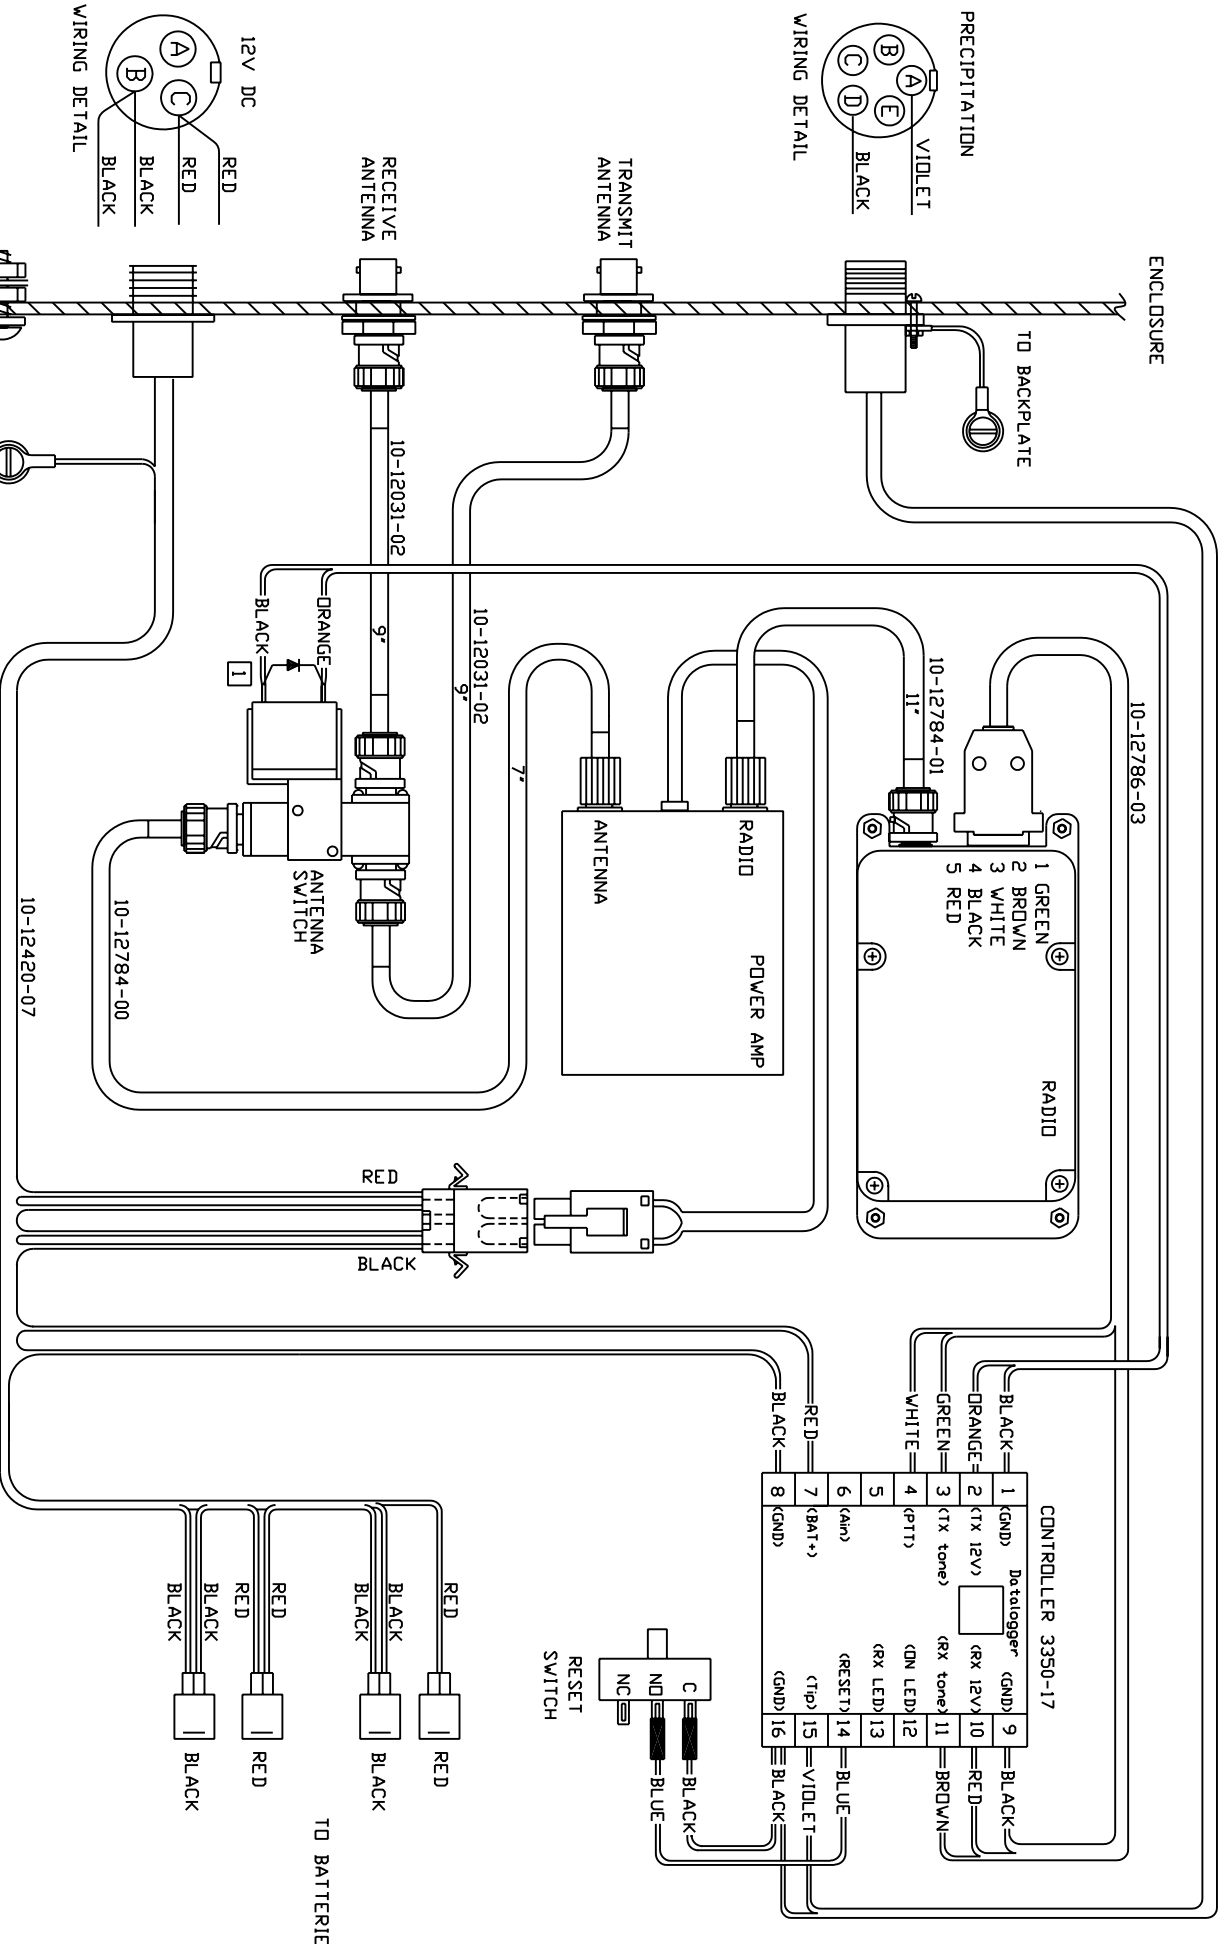 ENCLOSURE
PRECIPITATION
A
B
C
D
E
VIOLET
BLACK
WIRING DETAIL
TO BACKPLATE
TRANSMIT
ANTENNA
RECEIVE
ANTENNA
12V DC
A
B
C
RED
RED
BLACK
BLACK
WIRING DETAIL
10-12031-02
9"
10-12031-02
9"
ORANGE
BLACK
1
7"
10-12784-01
11"
10-12786-03
1 GREEN
2 BROWN
3 WHITE
4 BLACK
5 RED
RADIO
RADIO
ANTENNA
POWER AMP
ANTENNA
SWITCH
10-12784-00
10-12420-07
RED
BLACK
BLACK
ORANGE
GREEN
WHITE
RED
BLACK
CONTROLLER 3350-17
Datalogger
1 (GND)
2 (TX 12V)
3 (TX tone)
4 (PTT)
5
6 (Ain)
7 (BAT+)
8 (GND)
(GND) 9
(RX 12V) 10
(RX tone) 11
(ON LED) 12
(RX LED) 13
(RESET) 14
(Tip) 15
(GND) 16
BLACK
RED
BROWN
BLUE
VIOLET
BLACK
C
NO
NC
BLACK
BLUE
RESET
SWITCH
RED
BLACK
BLACK
RED
RED
BLACK
BLACK
RED
BLACK
RED
BLACK
TO BATTERIE